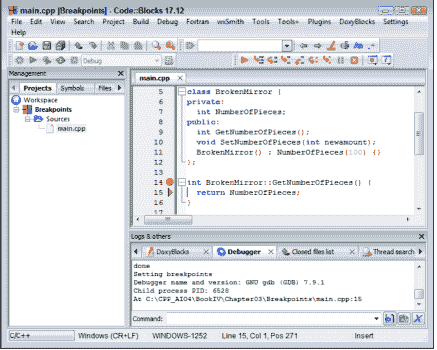 main.cpp [Breakpoints] - Code::Blocks 17.12
File Edit View Search Project Build Debug Fortran wxSmith Tools Tools+ Plugins DoxyBlocks Settings
Help
Debug
Management
Projects Symbols Files
Workspace
Breakpoints
Sources
main.cpp
main.cpp
5 class BrokenMirror {
6 private:
7 int NumberOfPieces;
8 public:
9 int GetNumberOfPieces();
10 void SetNumberOfPieces(int newamount);
11 BrokenMirror() : NumberOfPieces(100) {}
12 };
13
14 int BrokenMirror::GetNumberOfPieces() {
15 return NumberOfPieces;
16 }
17
Logs & others
DoxyBlocks Debugger Closed files list Thread search
done
Setting breakpoints
Debugger name and version: GNU gdb (GDB) 7.9.1
Child process PID: 6528
At C:\CPP_AIO4\BookIV\Chapter03\Breakpoints\main.cpp:15
Command:
C/C++ Windows (CR+LF) WINDOWS-1252 Line 15, Col 1, Pos 271 Insert